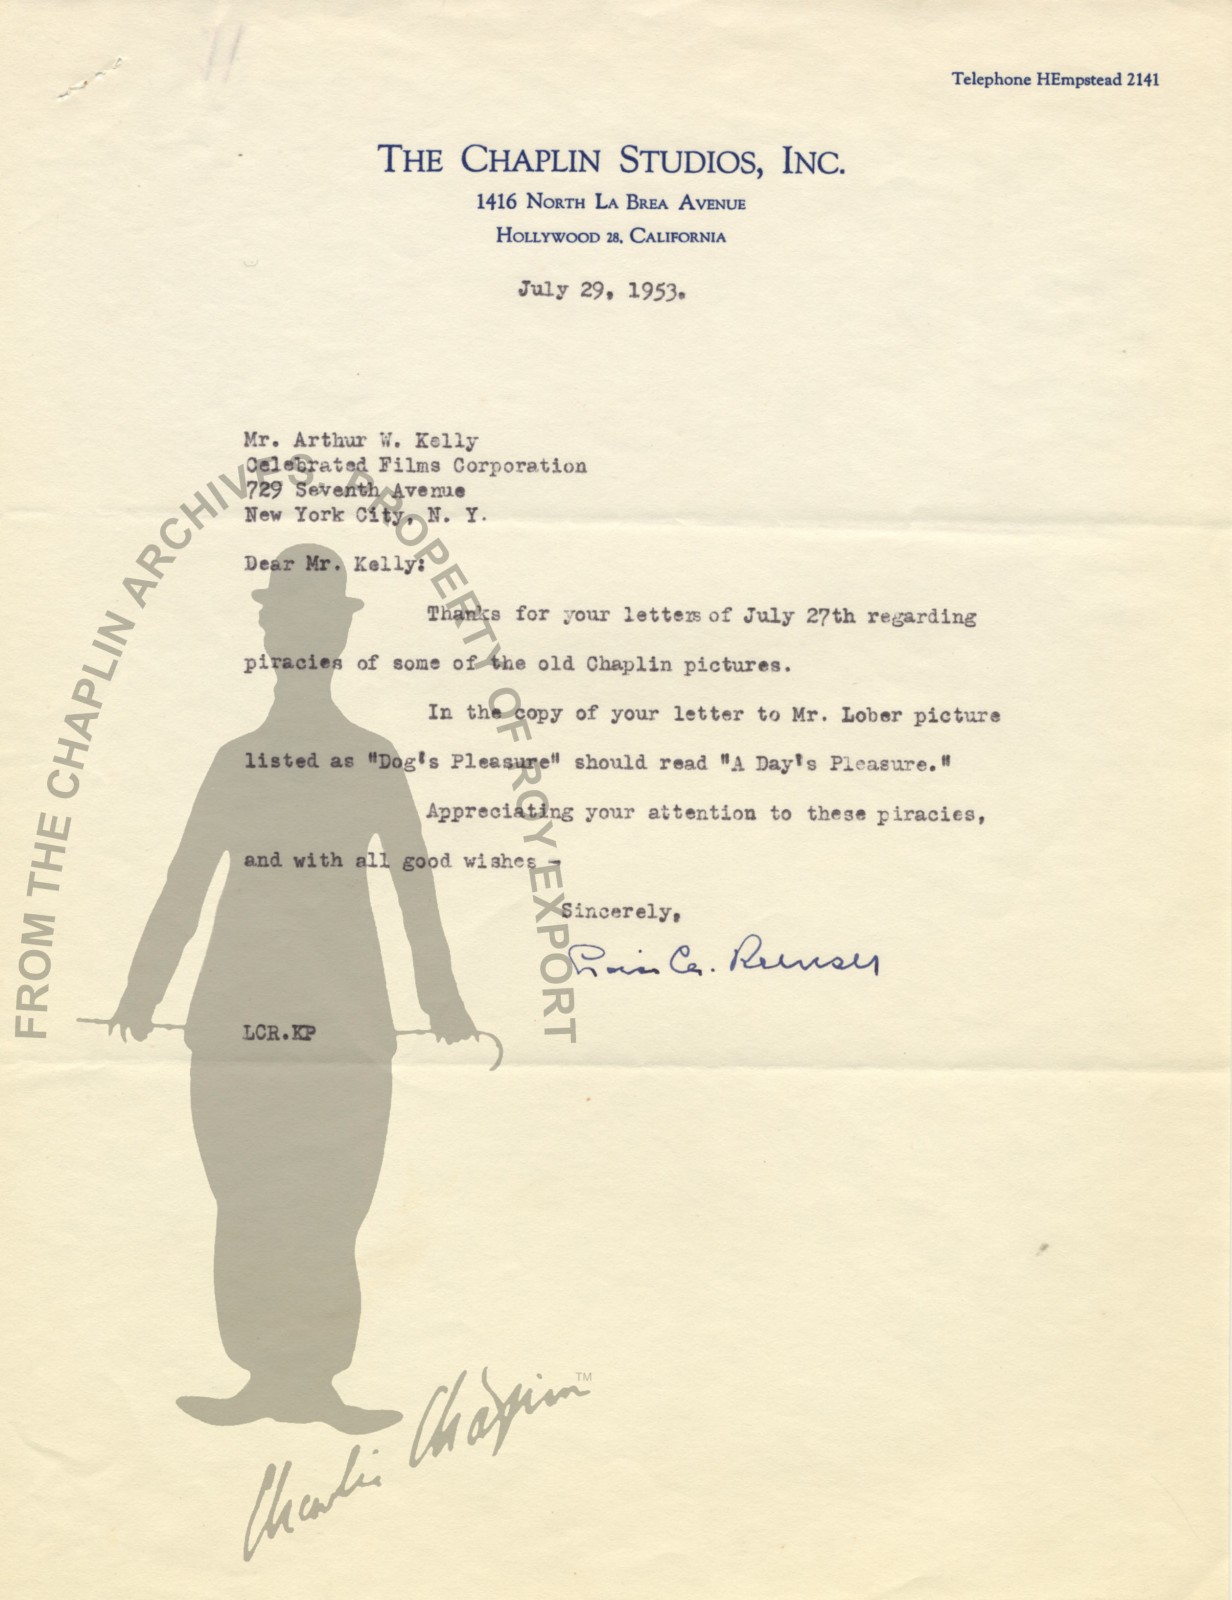 Telephone HEmpstead 2141
THE CHAPLIN STUDIOS, INC.
1416 NORTH LA BREA AVENUE
HOLLYWOOD 28, CALIFORNIA
July 29, 1953.
Mr. Arthur W. Kelly
Celebrated Films Corporation
729 Seventh Avenue
New York City, N. Y.
Dear Mr. Kelly:
Thanks for your letters of July 27th regarding
piracies of some of the old Chaplin pictures.
In the copy of your letter to Mr. Lober picture
listed as "Dog's Pleasure" should read "A Day's Pleasure."
Appreciating your attention to these piracies,
and with all good wishes -
Sincerely,
LCR.KP
FROM THE CHAPLIN ARCHIVES, PROPERTY OF ROY EXPORT
Charlie Chaplin TM